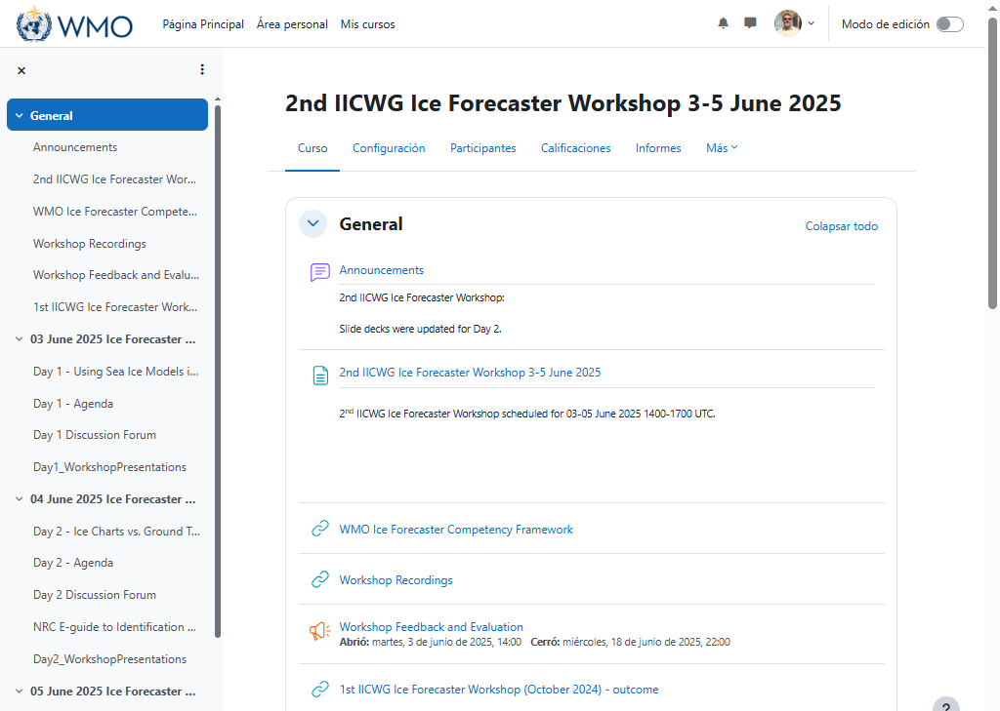 WMO
Página Principal Área personal Mis cursos
Modo de edición
General
Announcements
2nd IICWG Ice Forecaster Wor...
WMO Ice Forecaster Compete...
Workshop Recordings
Workshop Feedback and Evalu...
1st IICWG Ice Forecaster Work...
03 June 2025 Ice Forecaster ...
Day 1 - Using Sea Ice Models i...
Day 1 - Agenda
Day 1 Discussion Forum
Day1_WorkshopPresentations
04 June 2025 Ice Forecaster ...
Day 2 - Ice Charts vs. Ground T...
Day 2 - Agenda
Day 2 Discussion Forum
NRC E-guide to Identification ...
Day2_WorkshopPresentations
05 June 2025 Ice Forecaster ...
2nd IICWG Ice Forecaster Workshop 3-5 June 2025
Curso Configuración Participantes Calificaciones Informes Más
General
Colapsar todo
Announcements
2nd IICWG Ice Forecaster Workshop:
Slide decks were updated for Day 2.
2nd IICWG Ice Forecaster Workshop 3-5 June 2025
2nd IICWG Ice Forecaster Workshop scheduled for 03-05 June 2025 1400-1700 UTC.
WMO Ice Forecaster Competency Framework
Workshop Recordings
Workshop Feedback and Evaluation
Abrió: martes, 3 de junio de 2025, 14:00 Cerró: miércoles, 18 de junio de 2025, 22:00
1st IICWG Ice Forecaster Workshop (October 2024) - outcome
?